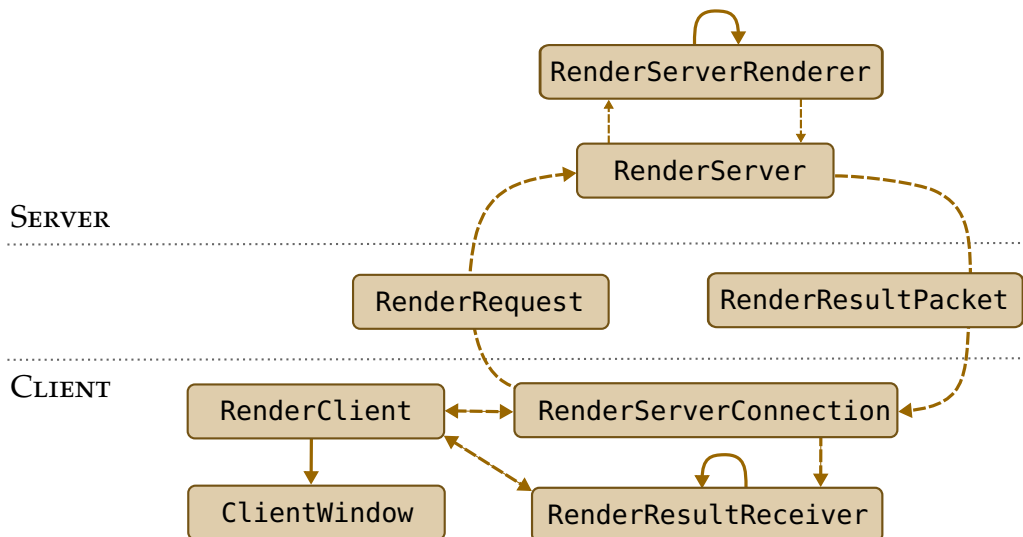 RenderServerRenderer
RenderServer
SERVER
RenderRequest
RenderResultPacket
CLIENT
RenderClient
RenderServerConnection
ClientWindow
RenderResultReceiver